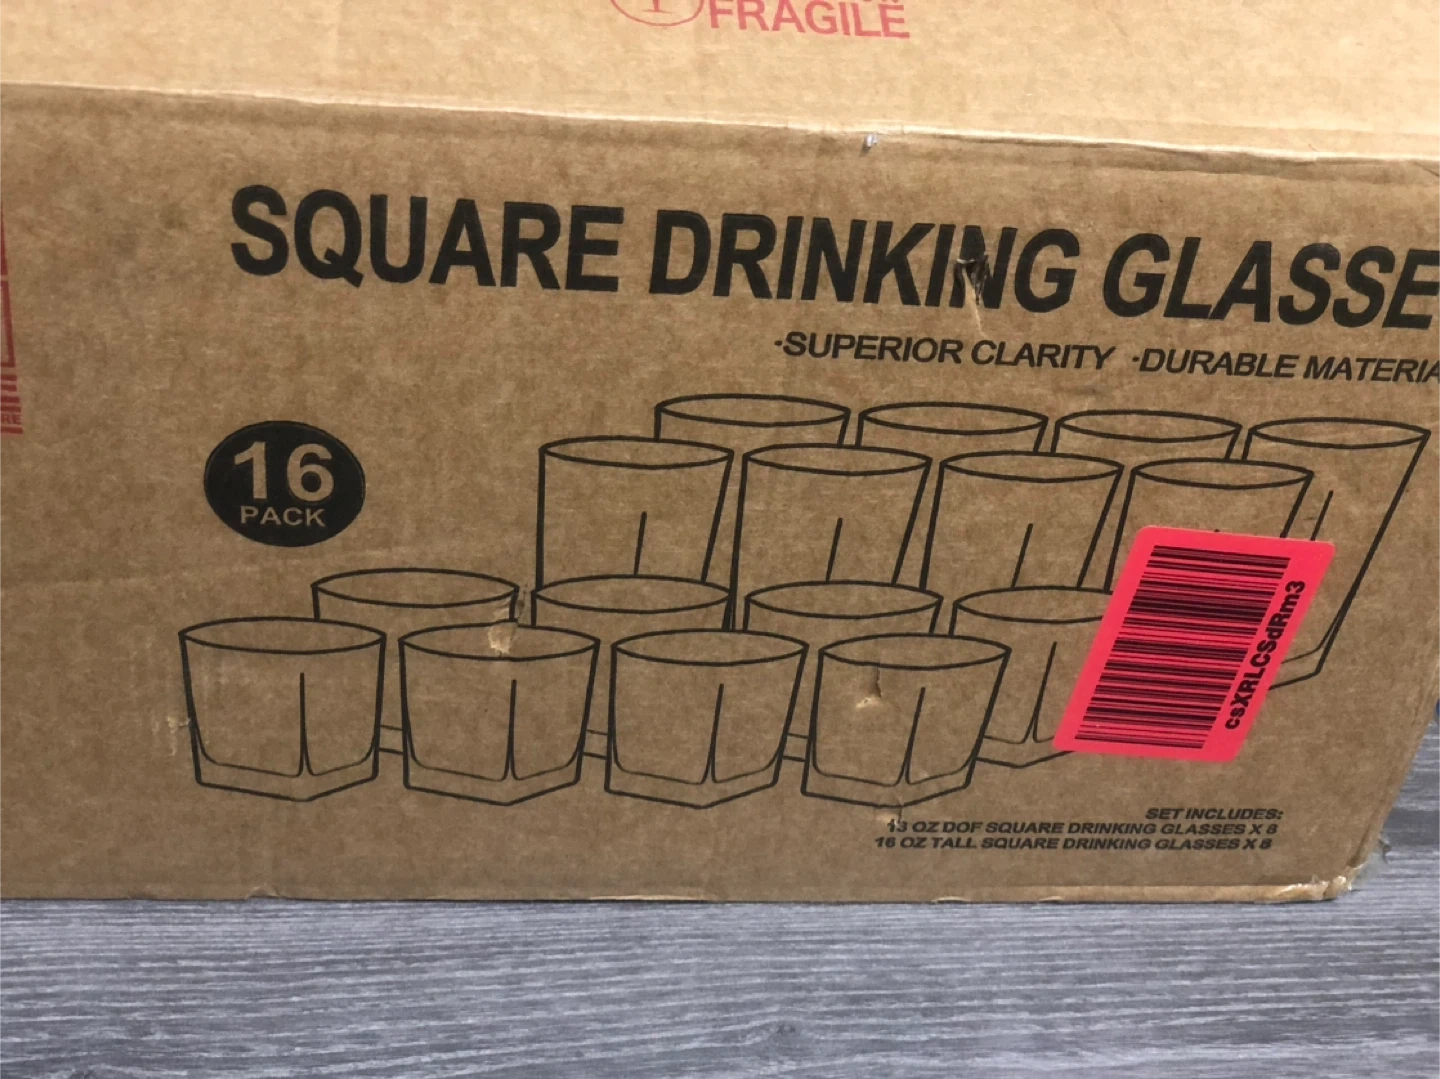 FRAGILE
SQUARE DRINKING GLASSE
·SUPERIOR CLARITY ·DURABLE MATERIA
16
PACK
csXRLCSdRm3
SET INCLUDES:
13 OZ DOF SQUARE DRINKING GLASSES X 8
16 OZ TALL SQUARE DRINKING GLASSES X 8